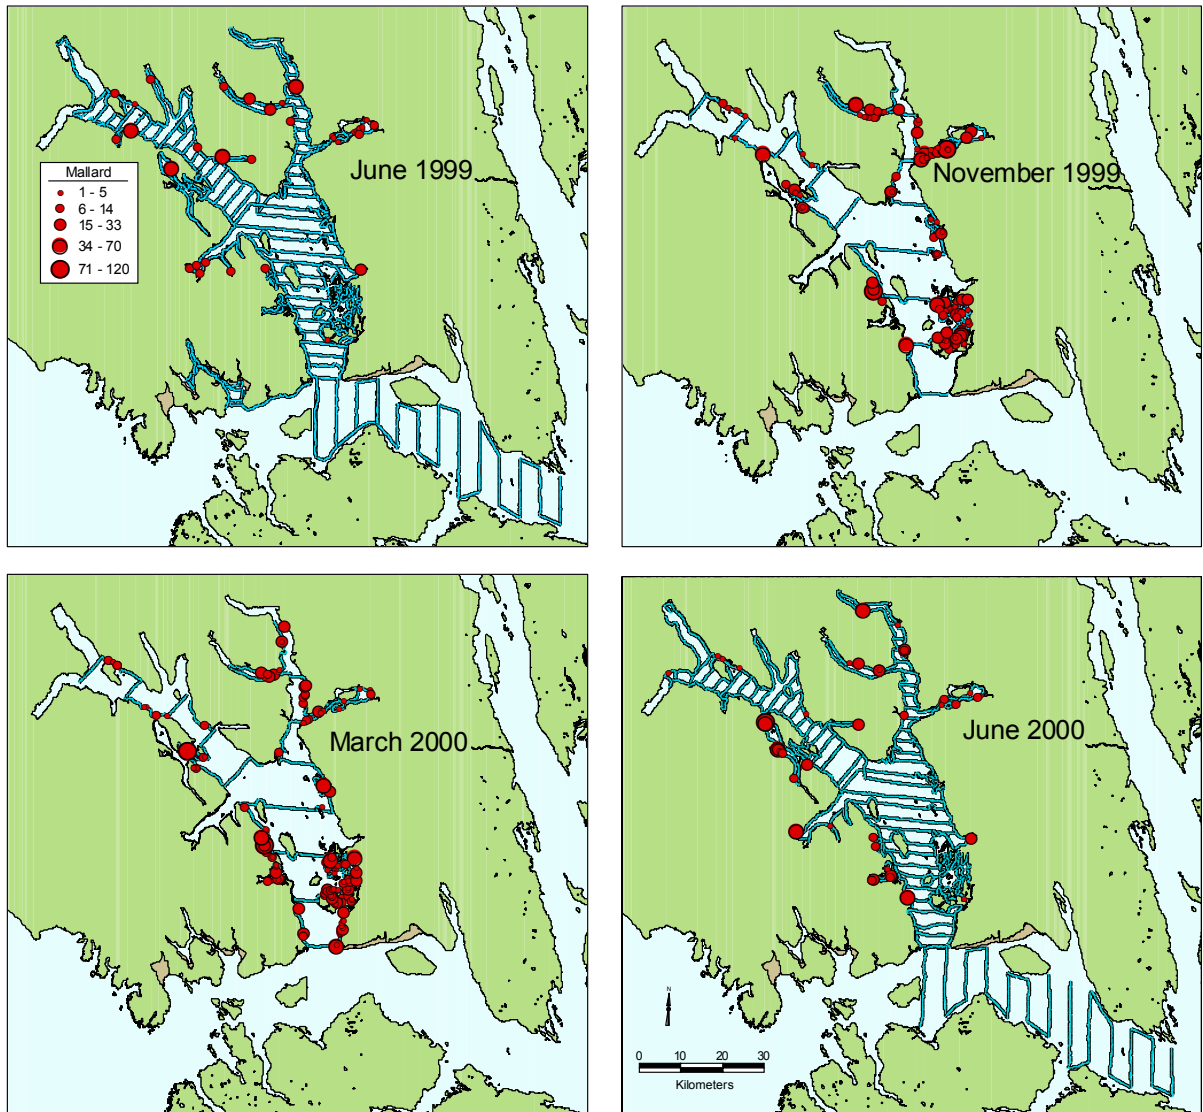 June 1999
Mallard
1 - 5
6 - 14
15 - 33
34 - 70
71 - 120
November 1999
March 2000
June 2000
N
0 10 20 30
Kilometers